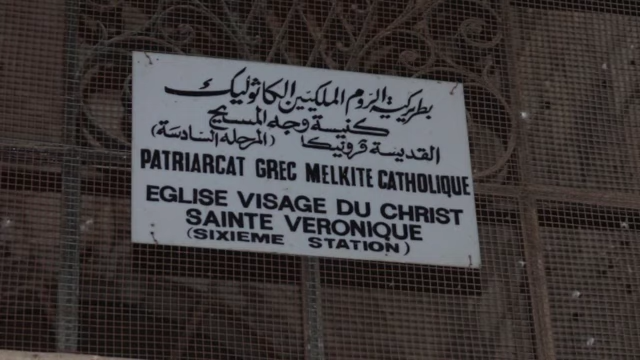 بطريركية الروم الملكيين الكاثوليك
كنيسة وجه المسيح
القديسة فرونيكا (المرحلة السادسة)
PATRIARCAT GREC MELKITE CATHOLIQUE
EGLISE VISAGE DU CHRIST
SAINTE VERONIQUE
(SIXIEME STATION)